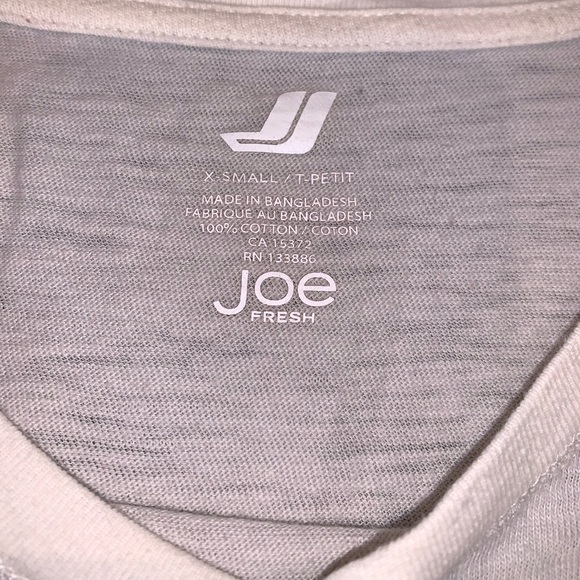 X-SMALL / T-PETIT
MADE IN BANGLADESH
FABRIQUE AU BANGLADESH
100% COTTON / COTON
CA 15372
RN 133886
Joe
FRESH